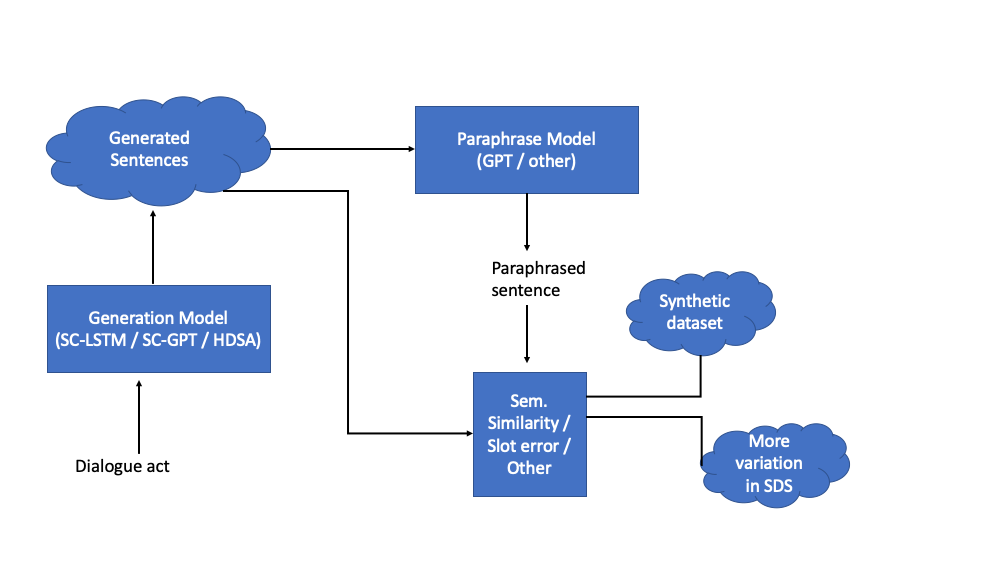 Generated
Sentences
Paraphrase Model
(GPT / other)
Paraphrased
sentence
Generation Model
(SC-LSTM / SC-GPT / HDSA)
Dialogue act
Synthetic
dataset
Sem.
Similarity /
Slot error /
Other
More
variation
in SDS